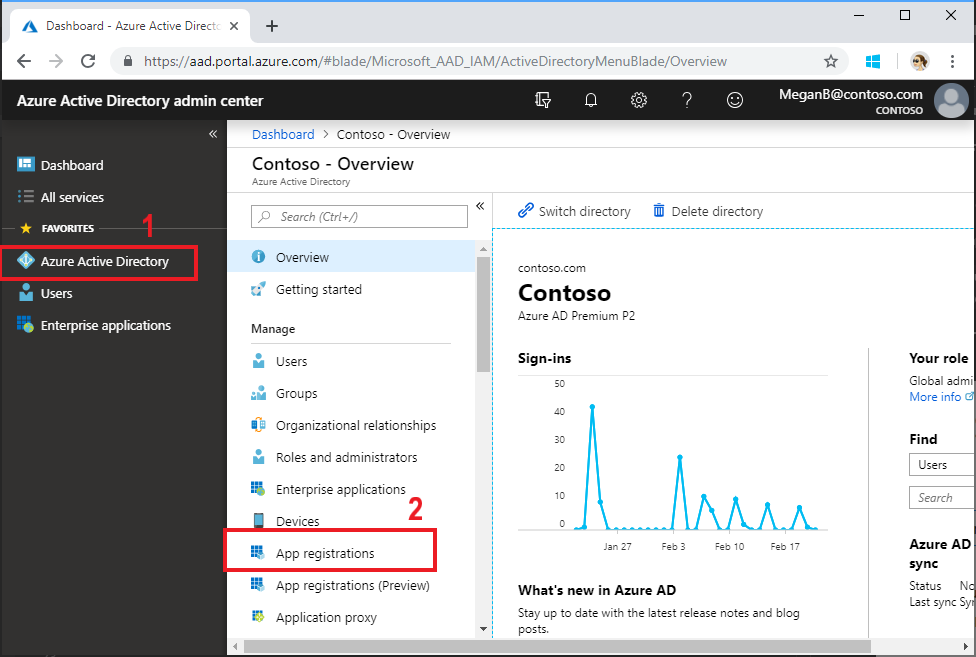 Dashboard - Azure Active Directo
https://aad.portal.azure.com/#blade/Microsoft_AAD_IAM/ActiveDirectoryMenuBlade/Overview
Azure Active Directory admin center
MeganB@contoso.com
CONTOSO
Dashboard
All services
FAVORITES
1
Azure Active Directory
Users
Enterprise applications
Dashboard > Contoso - Overview
Contoso - Overview
Azure Active Directory
Search (Ctrl+/)
Overview
Getting started
Manage
Users
Groups
Organizational relationships
Roles and administrators
Enterprise applications
2
Devices
App registrations
App registrations (Preview)
Application proxy
Switch directory
Delete directory
contoso.com
Contoso
Azure AD Premium P2
Sign-ins
50
40
30
20
10
0
Jan 27
Feb 3
Feb 10
Feb 17
What's new in Azure AD
Stay up to date with the latest release notes and blog
posts.
Your role
Global admi
More info
Find
Users
Search
Azure AD
sync
Status No
Last sync Syn